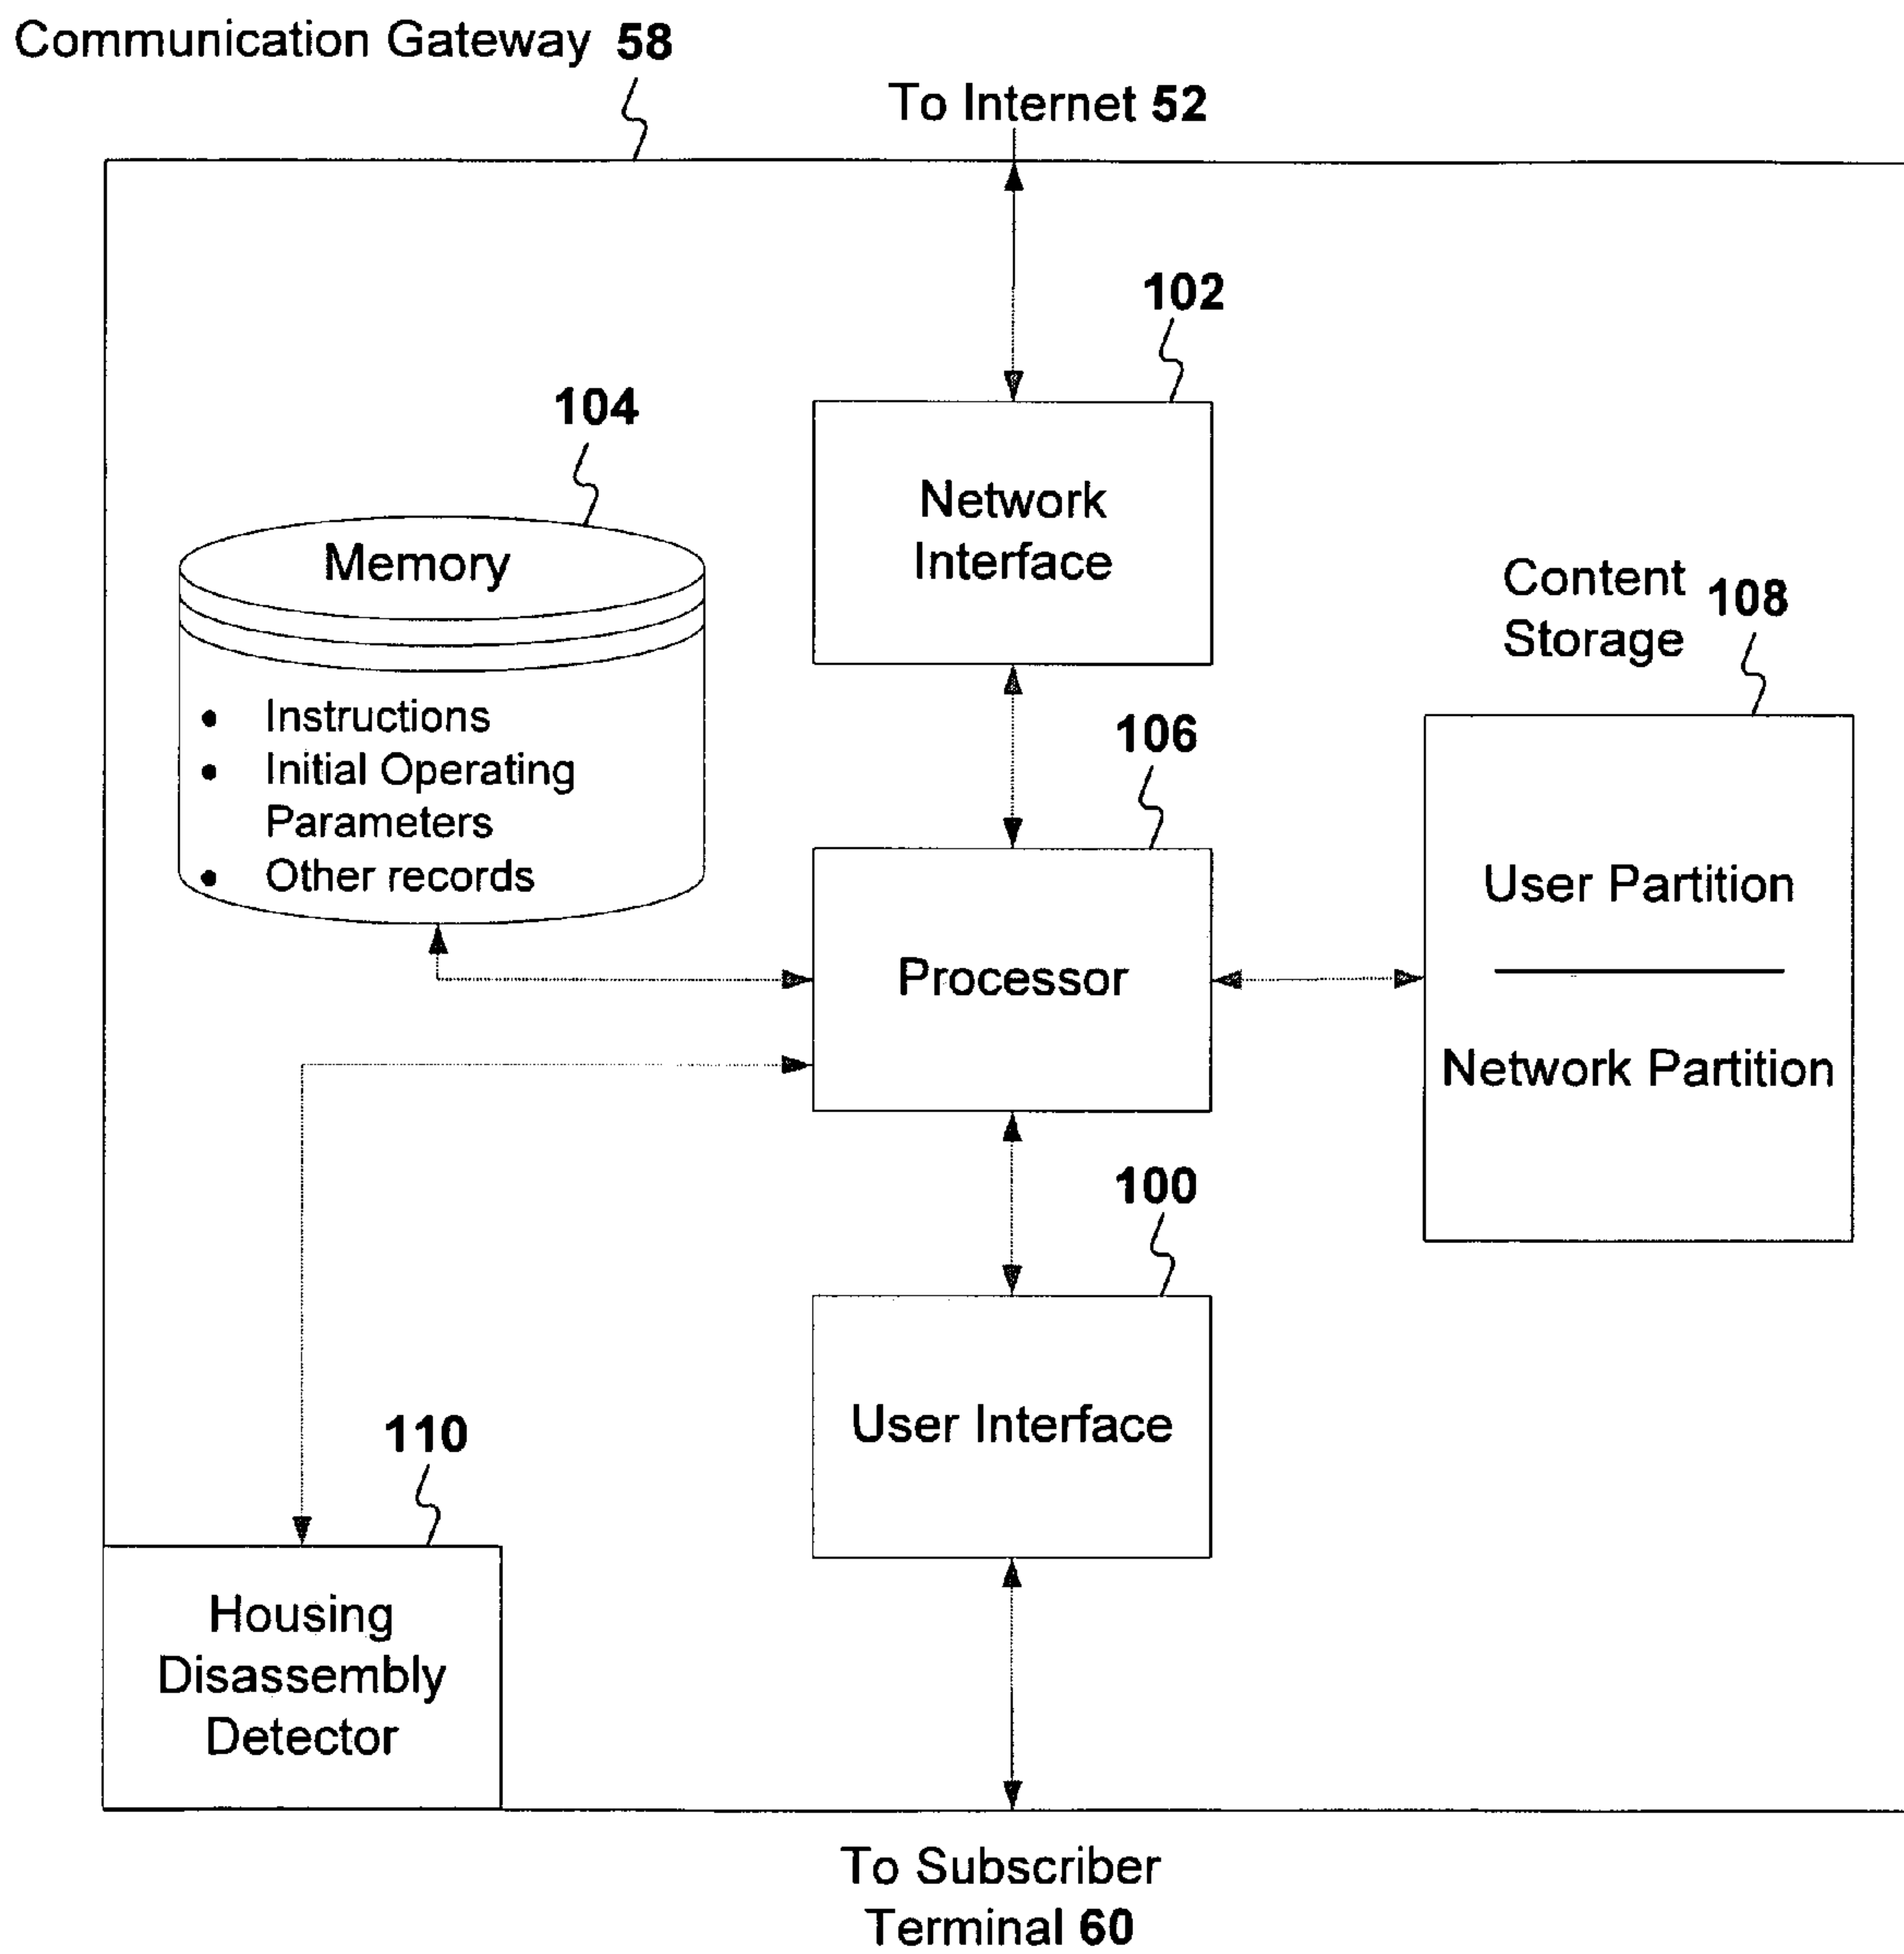 Communication Gateway 58
To Internet 52
102
Network
Interface
104
Memory
• Instructions
• Initial Operating
Parameters
• Other records
Content
Storage
108
User Partition
Network Partition
106
Processor
100
User Interface
110
Housing
Disassembly
Detector
To Subscriber
Terminal 60